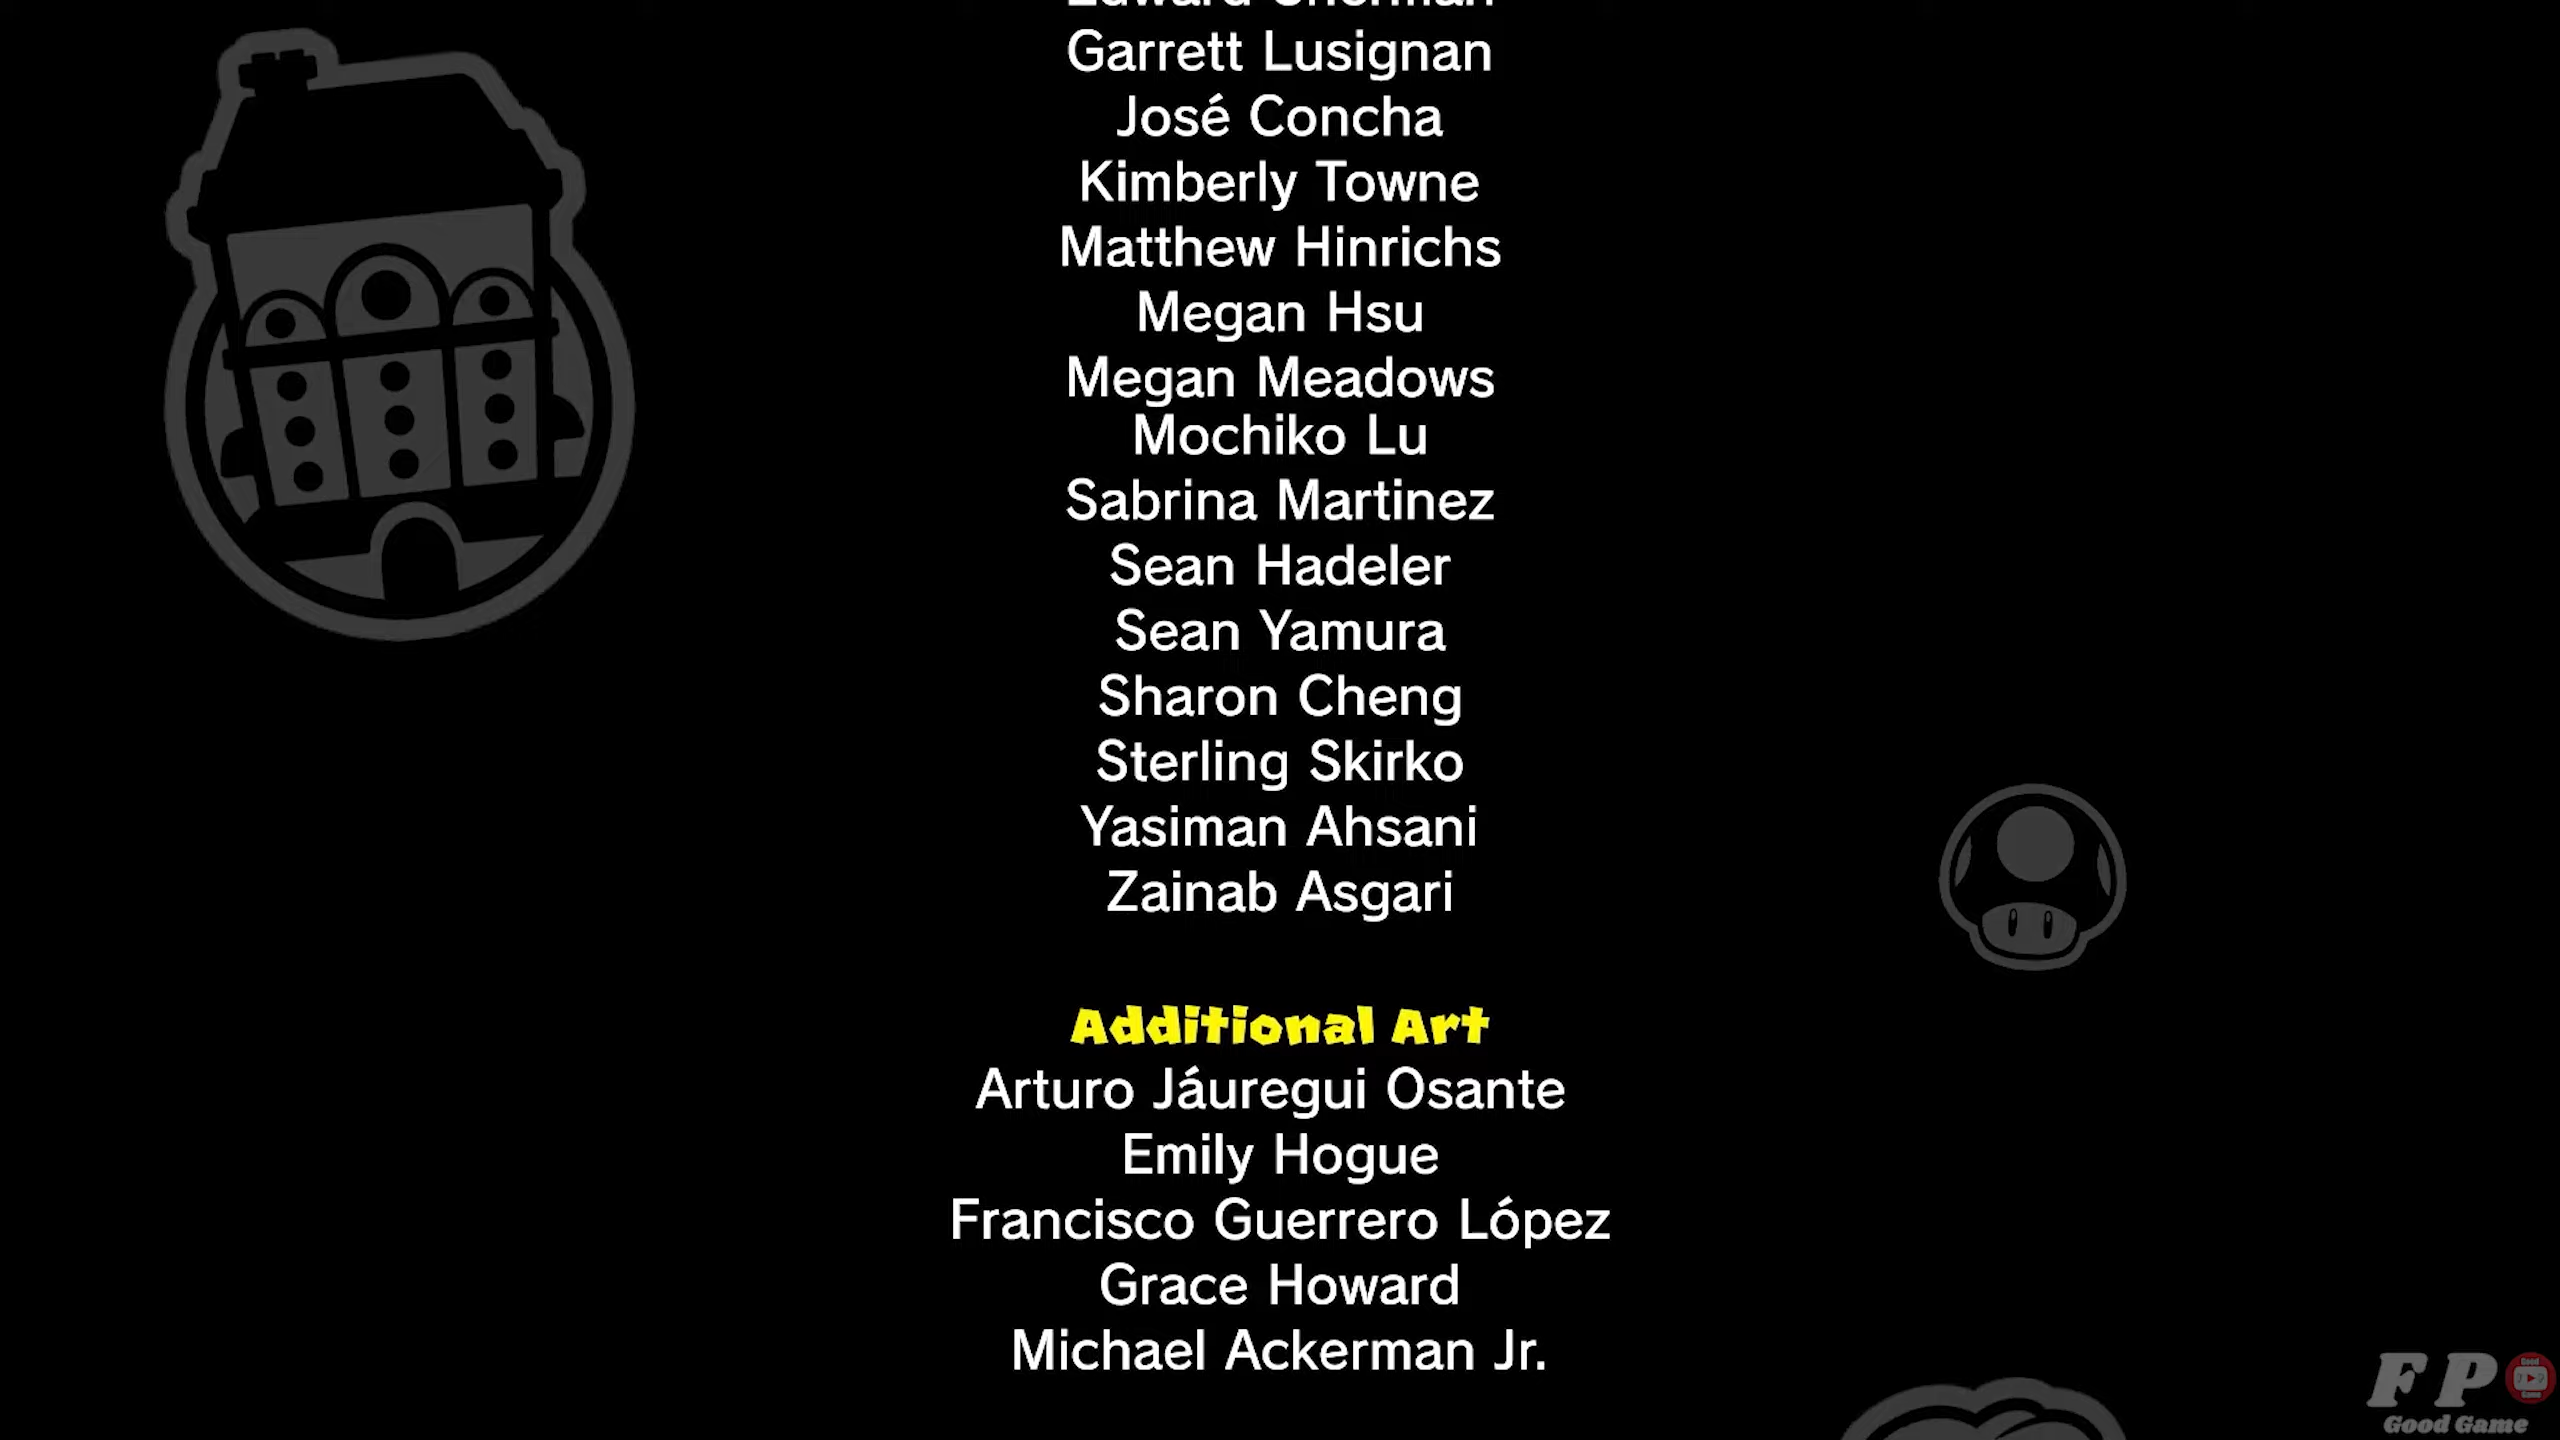 Edward Sherman
Garrett Lusignan
José Concha
Kimberly Towne
Matthew Hinrichs
Megan Hsu
Megan Meadows
Mochiko Lu
Sabrina Martinez
Sean Hadeler
Sean Yamura
Sharon Cheng
Sterling Skirko
Yasiman Ahsani
Zainab Asgari
Additional Art
Arturo Jáuregui Osante
Emily Hogue
Francisco Guerrero López
Grace Howard
Michael Ackerman Jr.
FP
Good Game